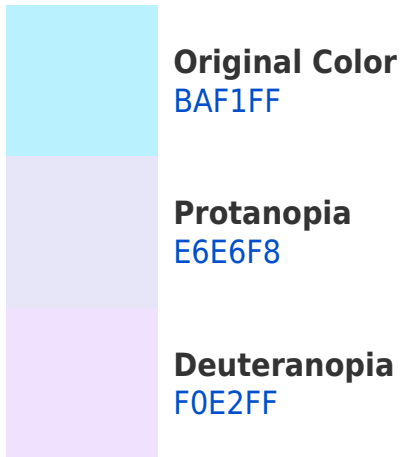 Original Color
BAF1FF
Protanopia
E6E6F8
Deuteranopia
F0E2FF